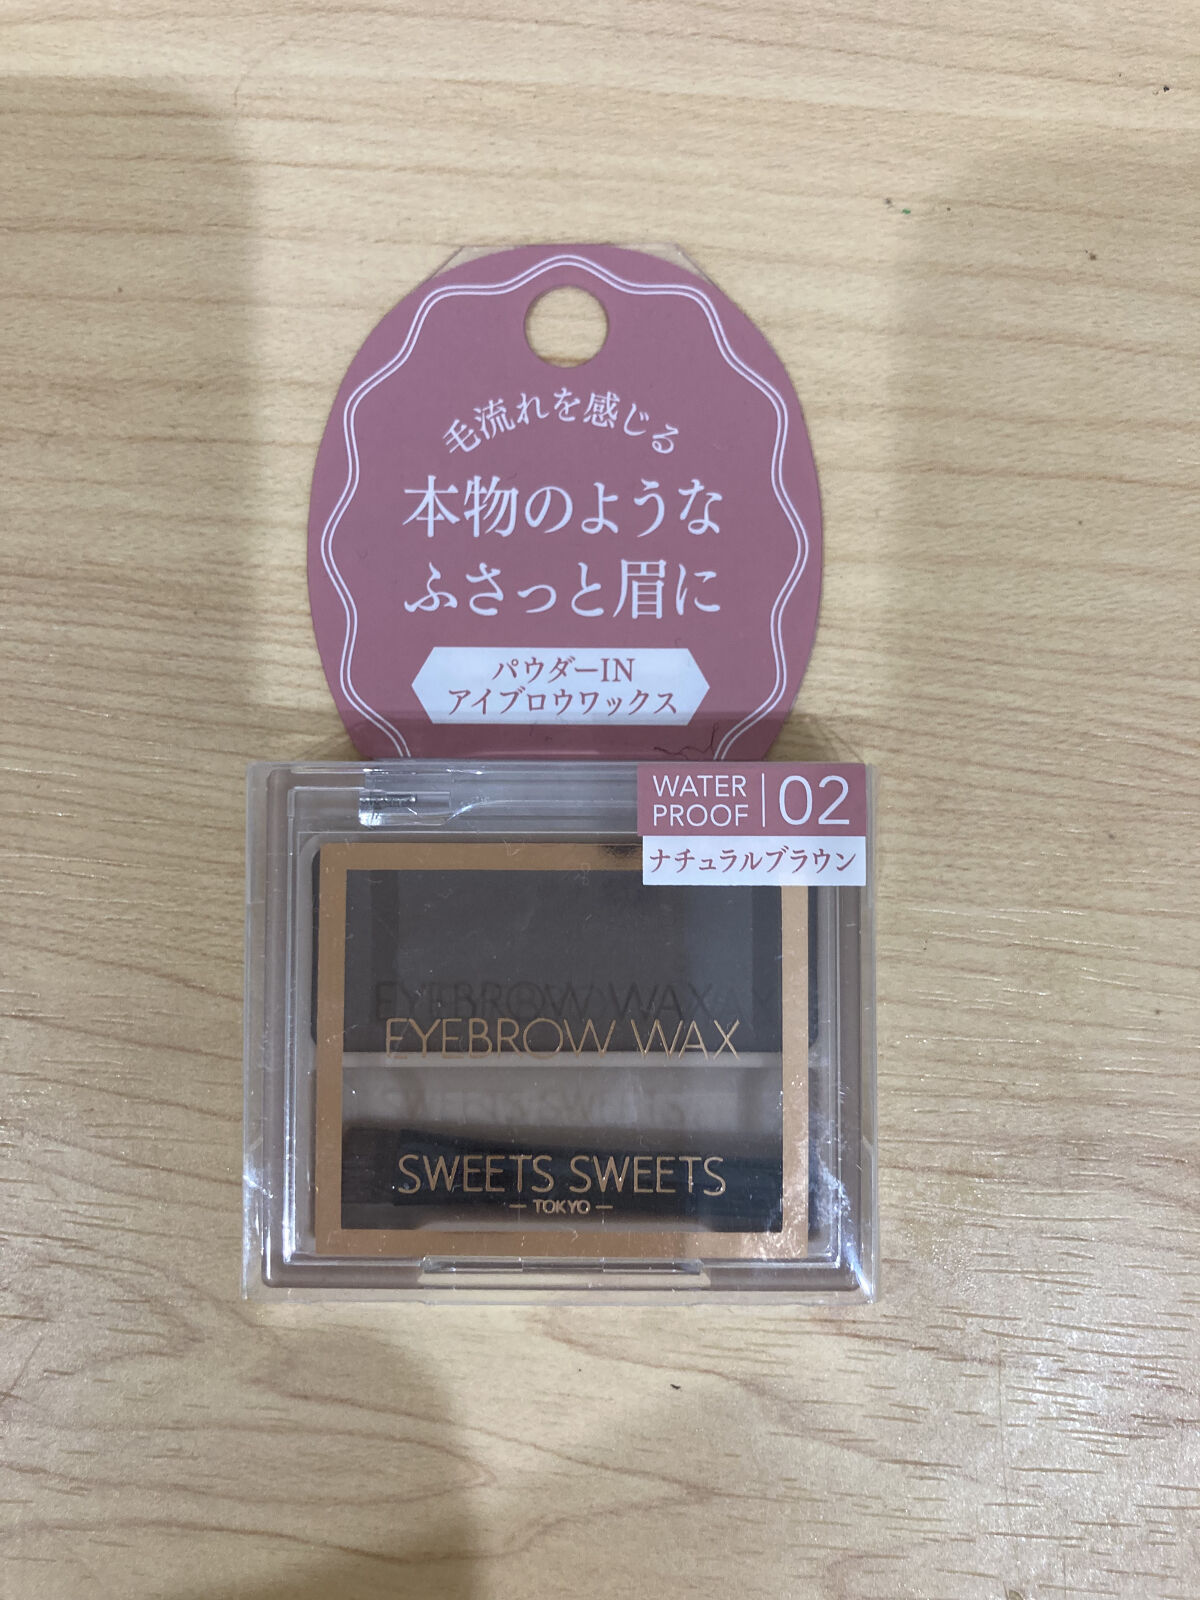 毛流れを感じる
本物のような
ふさっと眉に
パウダーIN
アイブロウワックス
WATER
PROOF
02
ナチュラルブラウン
EYEBROW WAX
SWEETS SWEETS
— TOKYO —